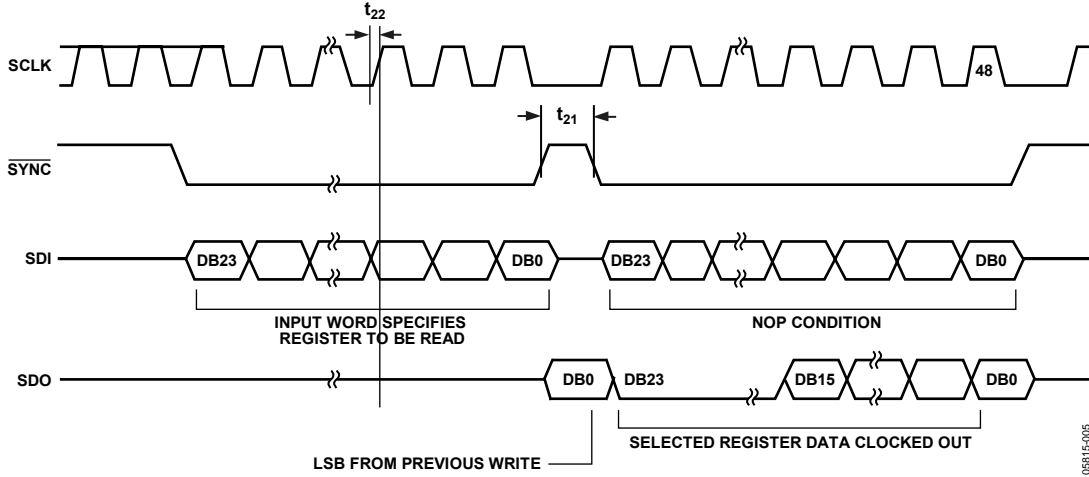 t22
SCLK
48
t21
SYNC
SDI
DB23
DB0
DB23
DB0
INPUT WORD SPECIFIES
REGISTER TO BE READ
NOP CONDITION
SDO
DB0
DB23
DB15
DB0
SELECTED REGISTER DATA CLOCKED OUT
LSB FROM PREVIOUS WRITE
05815-005